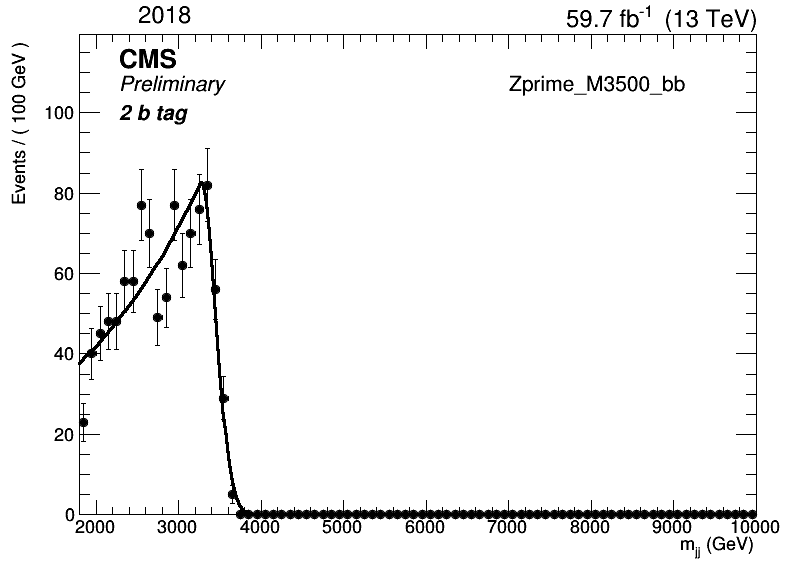 2018
59.7 fb⁻¹ (13 TeV)
CMS
Preliminary
Zprime_M3500_bb
2 b tag
Events / ( 100 GeV )
100
80
60
40
20
0
2000 3000 4000 5000 6000 7000 8000 9000 10000
m_jj (GeV)